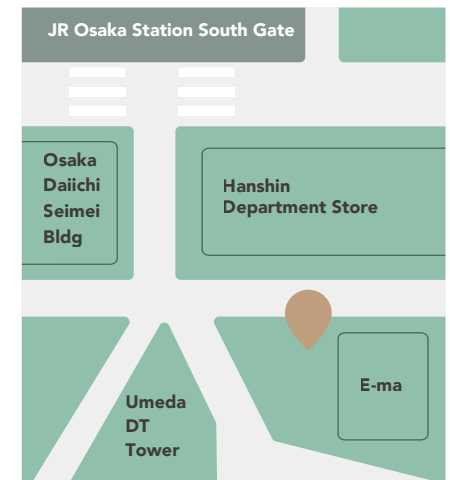 JR Osaka Station South Gate
Osaka
Daiichi
Seimei
Bldg
Hanshin
Department Store
E-ma
Umeda
DT
Tower